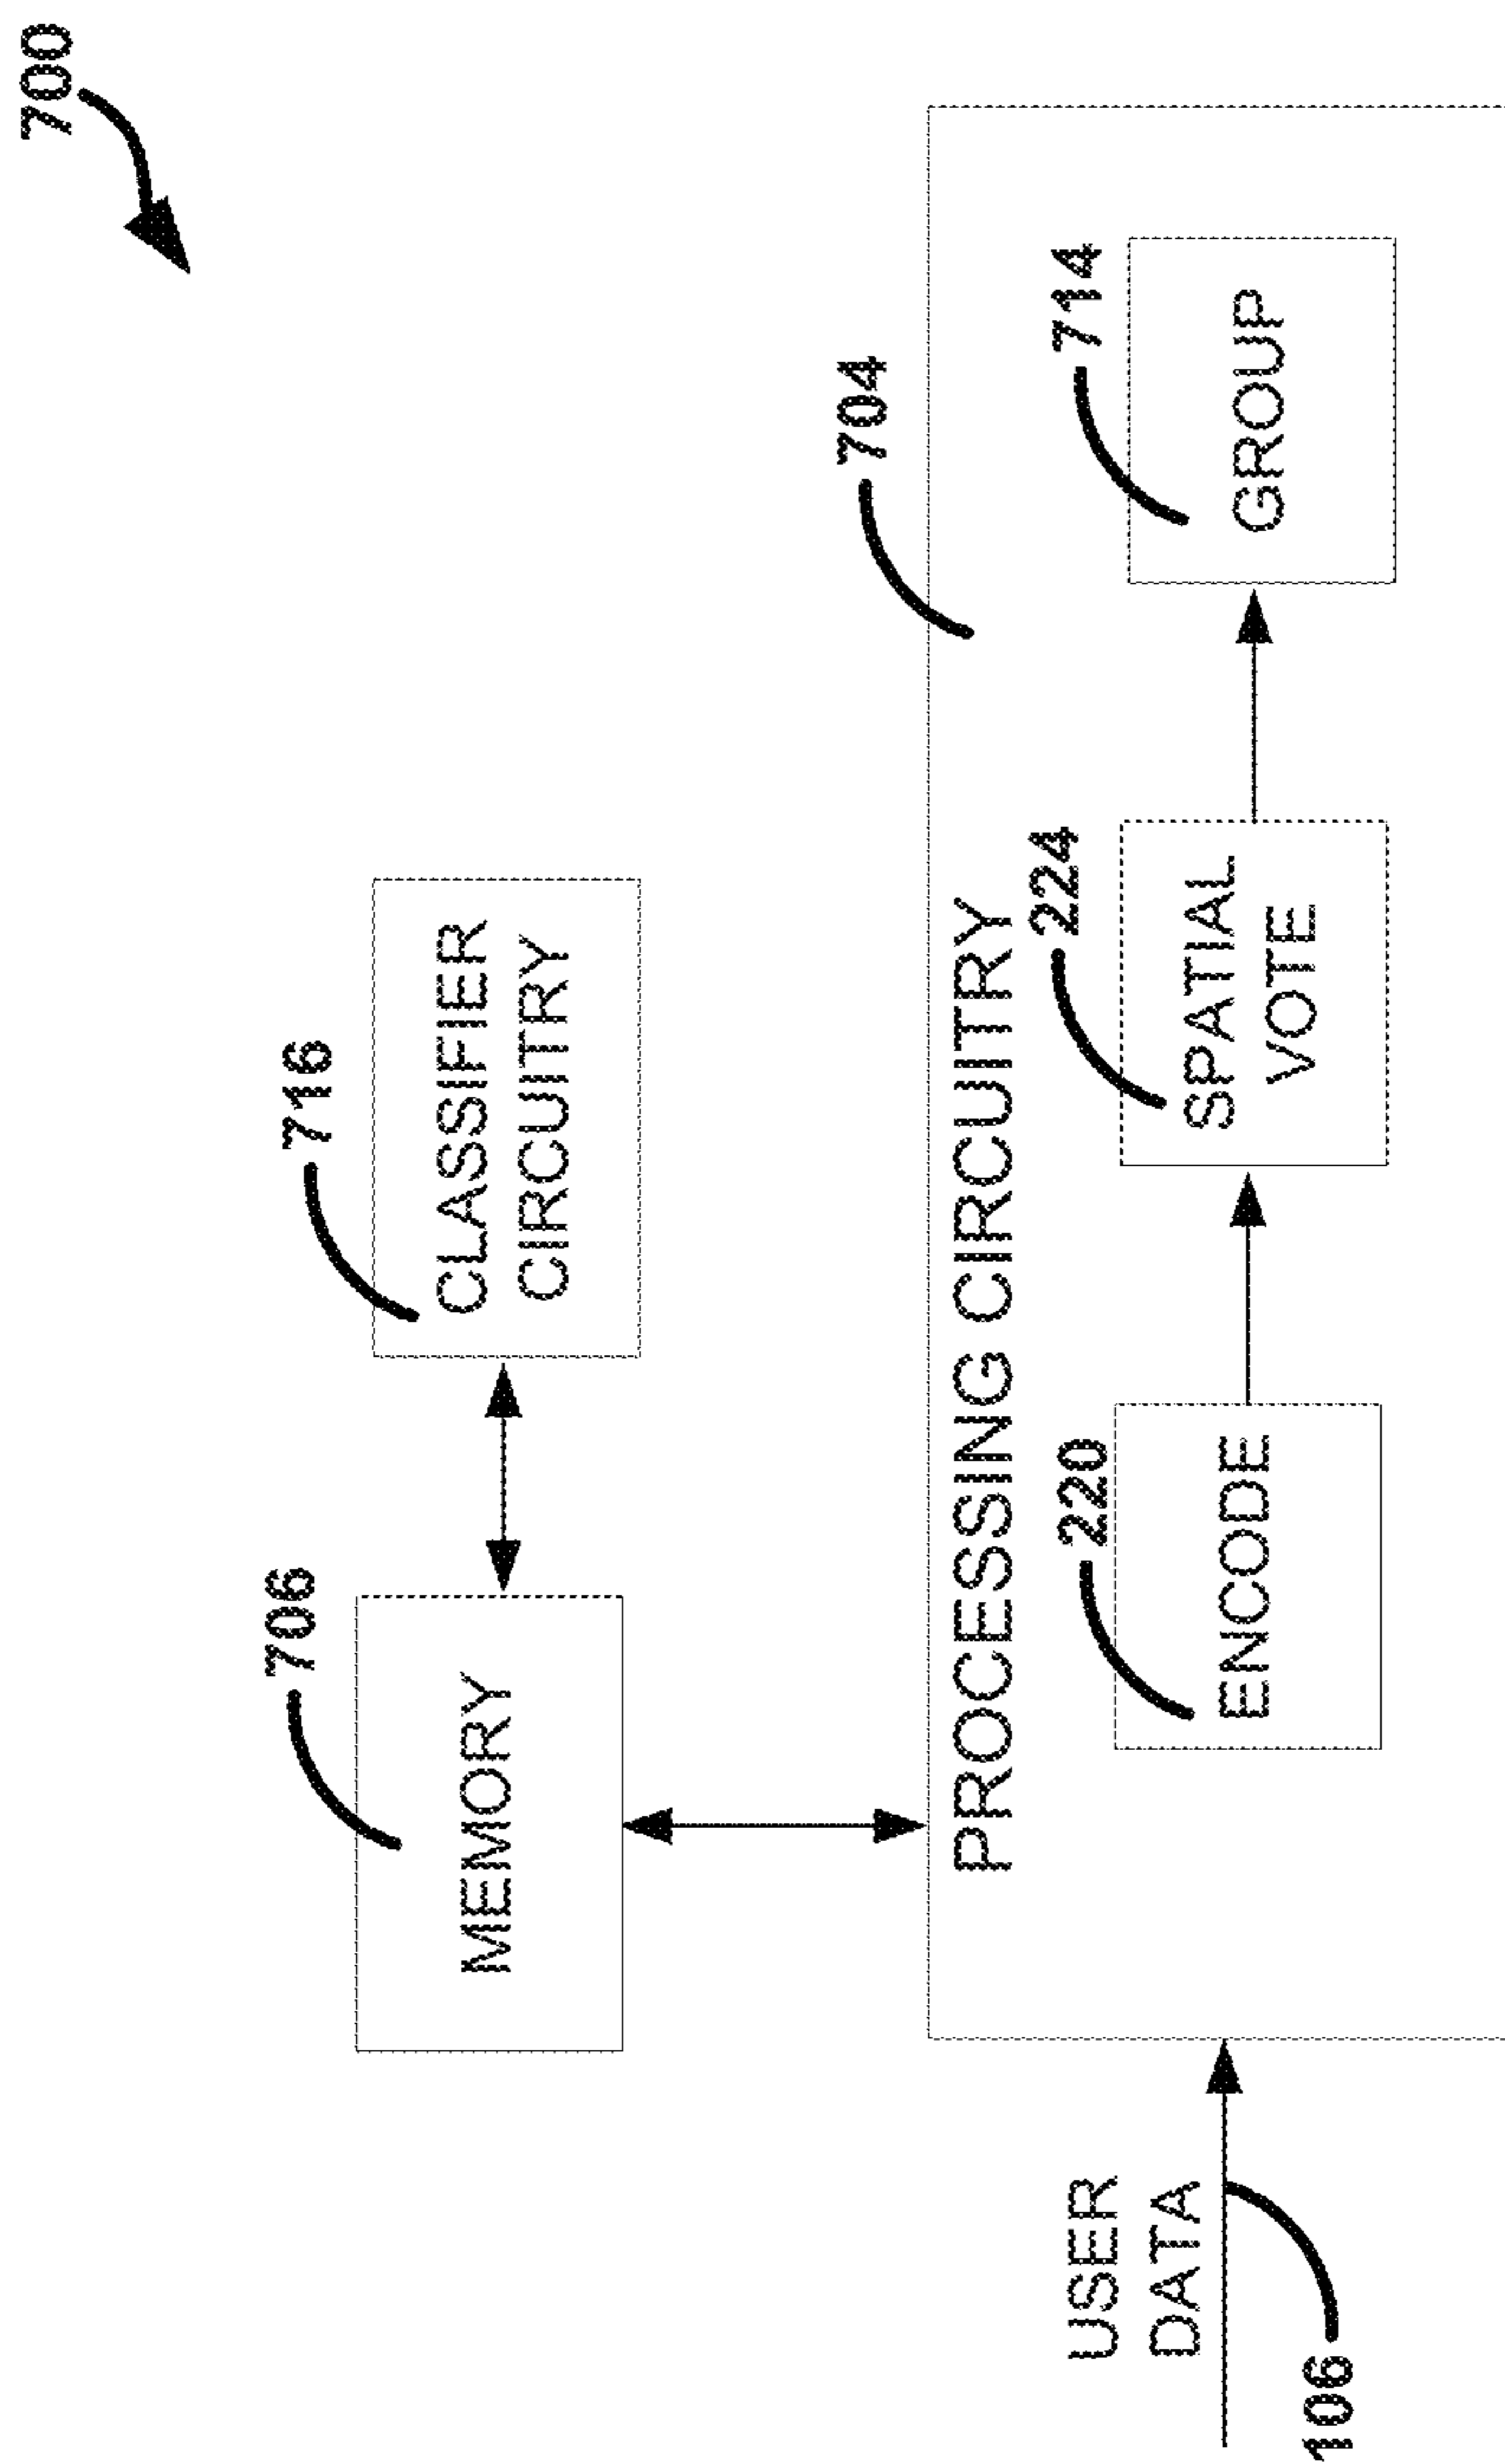 700
706
MEMORY
716
CLASSIFIER
CIRCUITRY
704
PROCESSING CIRCUITRY
USER
DATA
106
220
ENCODE
224
SPATIAL
VOTE
714
GROUP